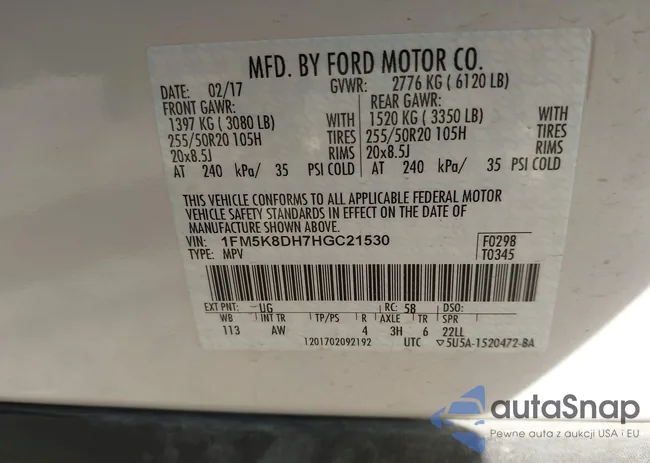 MFD. BY FORD MOTOR CO.
DATE: 02/17 GVWR: 2776 KG ( 6120 LB)
FRONT GAWR: REAR GAWR:
1397 KG ( 3080 LB) WITH 1520 KG ( 3350 LB) WITH
255/50R20 105H TIRES 255/50R20 105H TIRES
20x8.5J RIMS 20x8.5J RIMS
AT 240 kPa/ 35 PSI COLD AT 240 kPa/ 35 PSI COLD
THIS VEHICLE CONFORMS TO ALL APPLICABLE FEDERAL MOTOR
VEHICLE SAFETY STANDARDS IN EFFECT ON THE DATE OF
MANUFACTURE SHOWN ABOVE.
VIN: 1FM5K8DH7HGC21530 F0298
TYPE: MPV T0345
EXT PNT: UG RC: 58 DSO:
WB INT TR TP/PS R AXLE TR SPR
113 AW 4 3H 6 22LL
1201702092192 UTC ▽5U5A-1520472-BA
autaSnap
Pewne auta z aukcji USA i EU